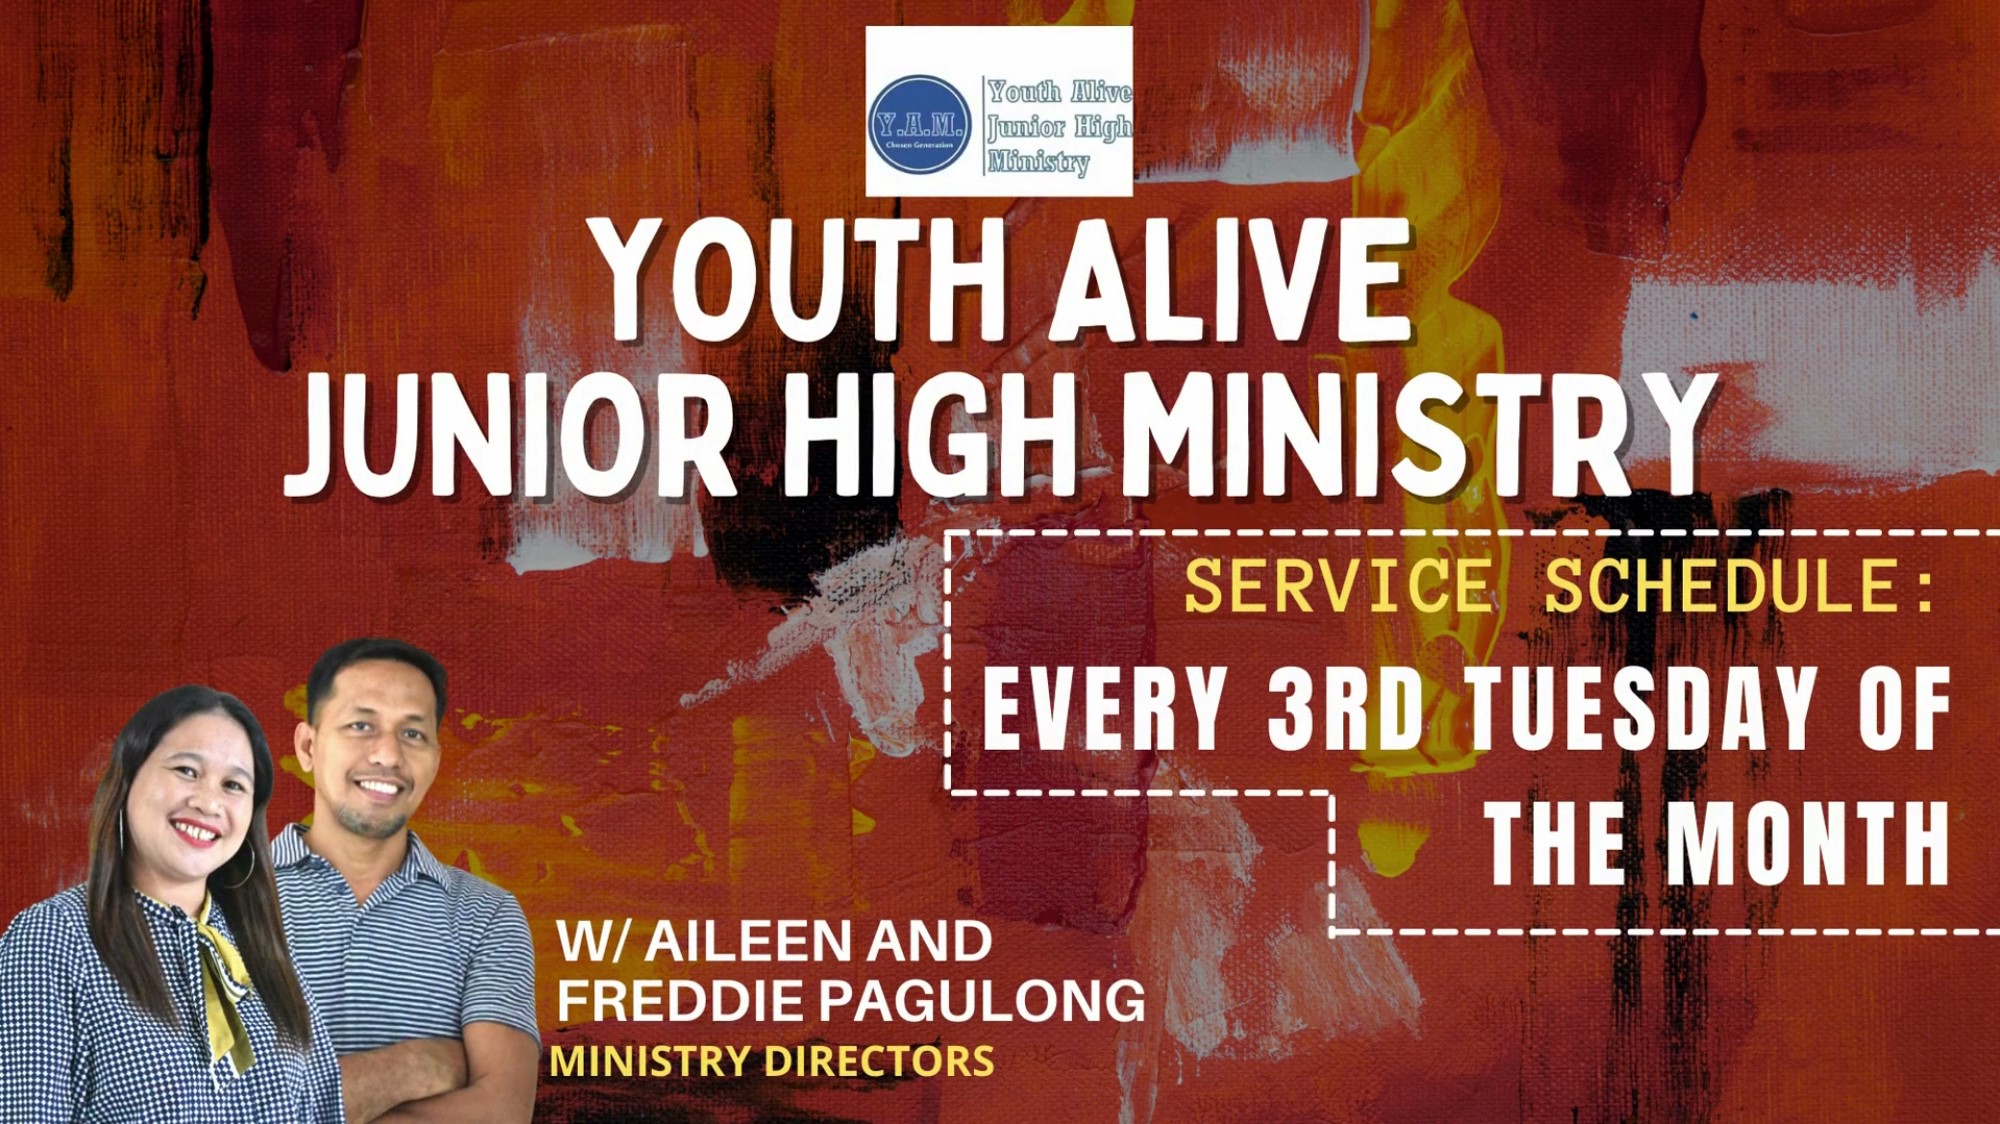 Y.A.M.
Chosen Generation
Youth Alive
Junior High
Ministry
YOUTH ALIVE
JUNIOR HIGH MINISTRY
SERVICE SCHEDULE:
EVERY 3RD TUESDAY OF
THE MONTH
W/ AILEEN AND
FREDDIE PAGULONG
MINISTRY DIRECTORS